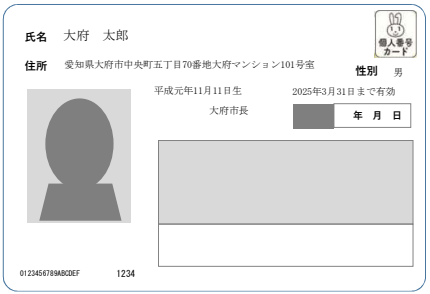 氏名 大府 太郎
個人番号
カード
住所 愛知県大府市中央町五丁目70番地大府マンション101号室
性別 男
平成元年11月11日生 2025年3月31日まで有効
大府市長
年 月 日
0123456789ABCDEF 1234